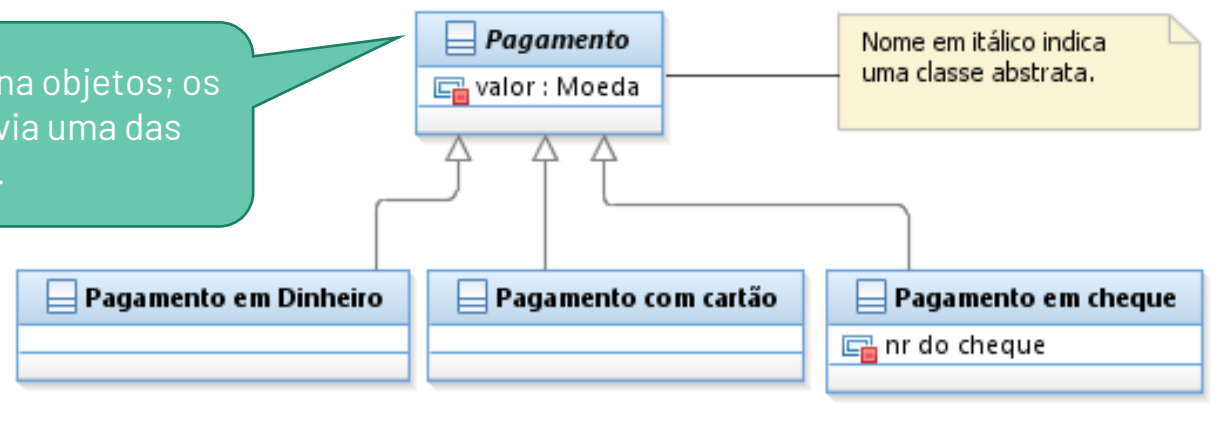 na objetos; os
via uma das
.
Pagamento
valor : Moeda
Nome em itálico indica
uma classe abstrata.
Pagamento em Dinheiro
Pagamento com cartão
Pagamento em cheque
nr do cheque